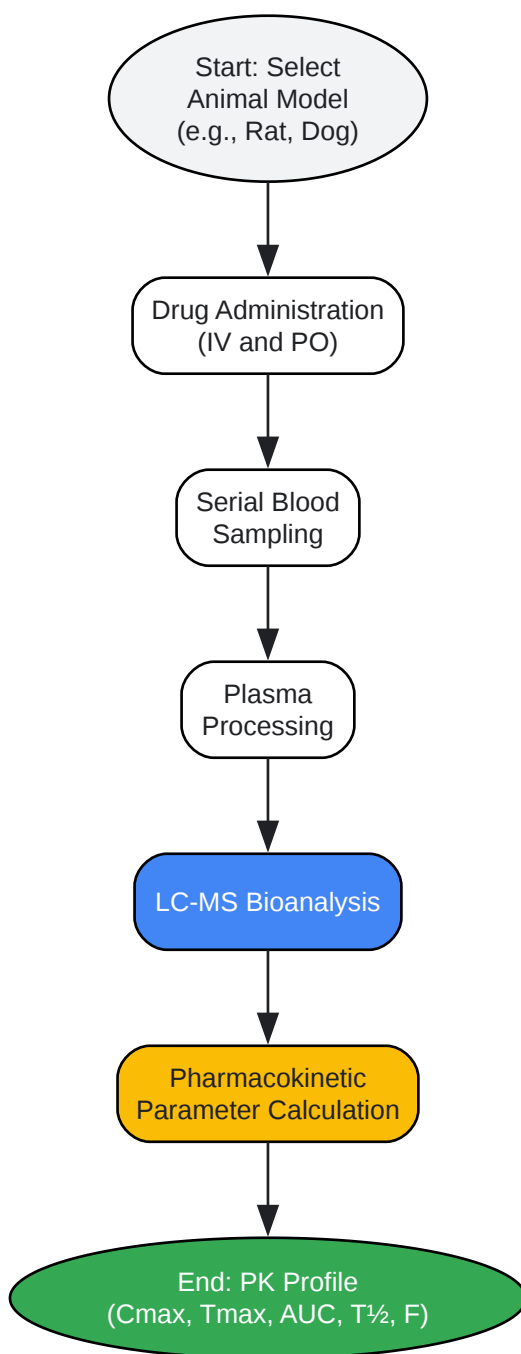 Start: Select
Animal Model
(e.g., Rat, Dog)
Drug Administration
(IV and PO)
Serial Blood
Sampling
Plasma
Processing
LC-MS Bioanalysis
Pharmacokinetic
Parameter Calculation
End: PK Profile
(Cmax, Tmax, AUC, T½, F)